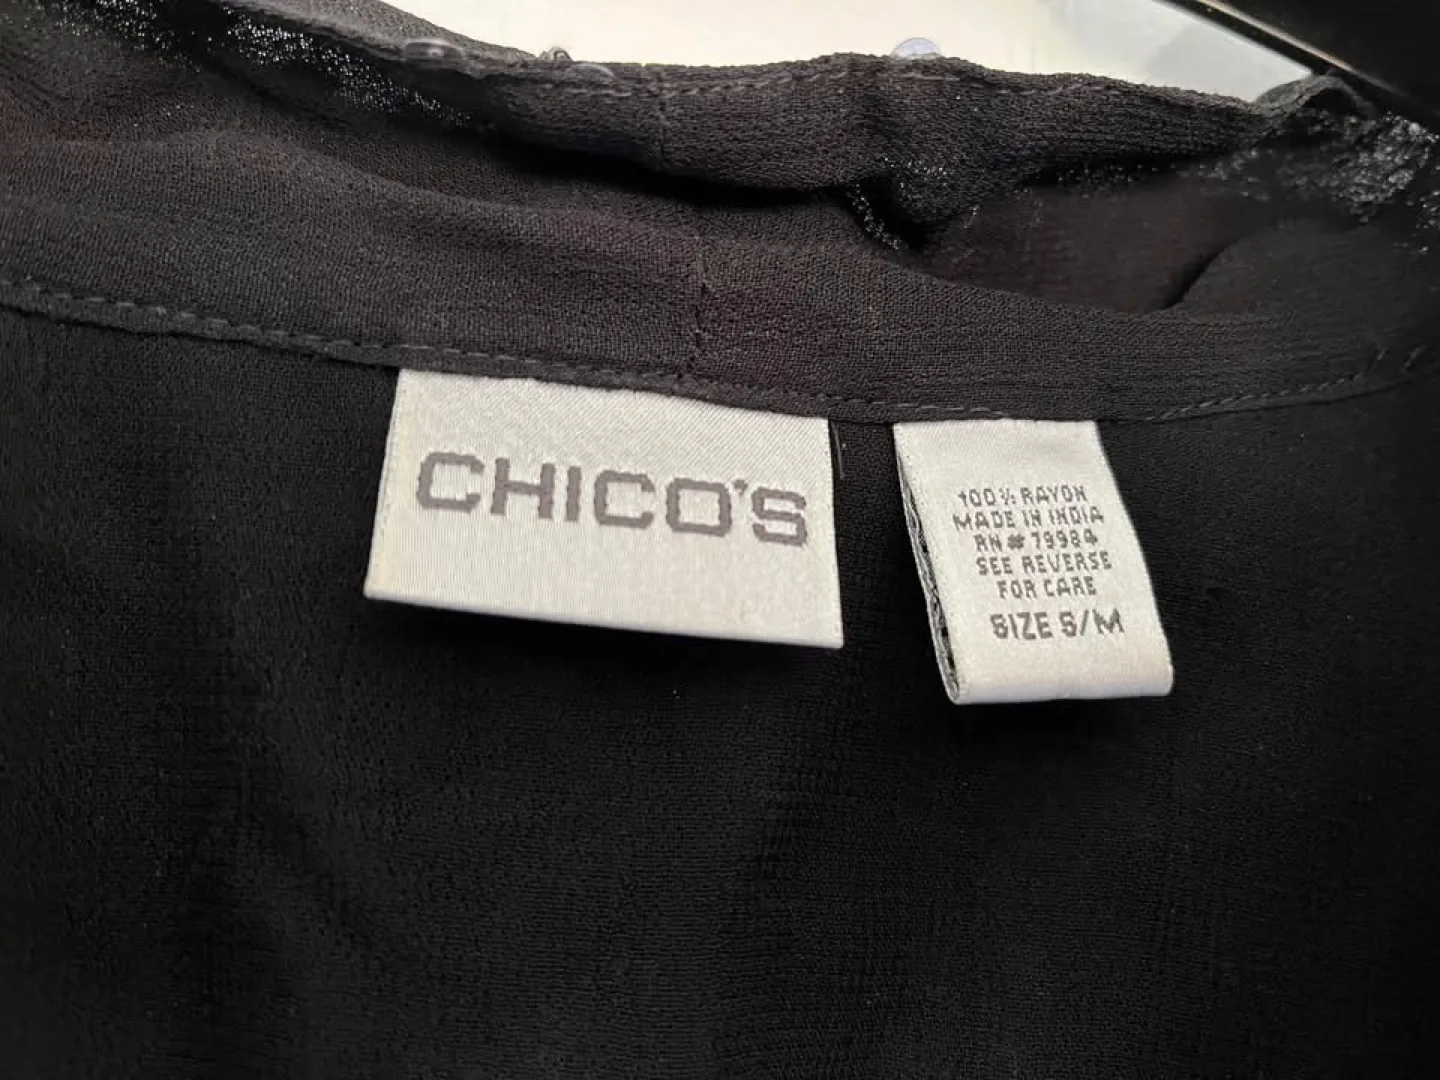 CHICO'S
100% RAYON
MADE IN INDIA
RN # 79984
SEE REVERSE
FOR CARE
SIZE S/M